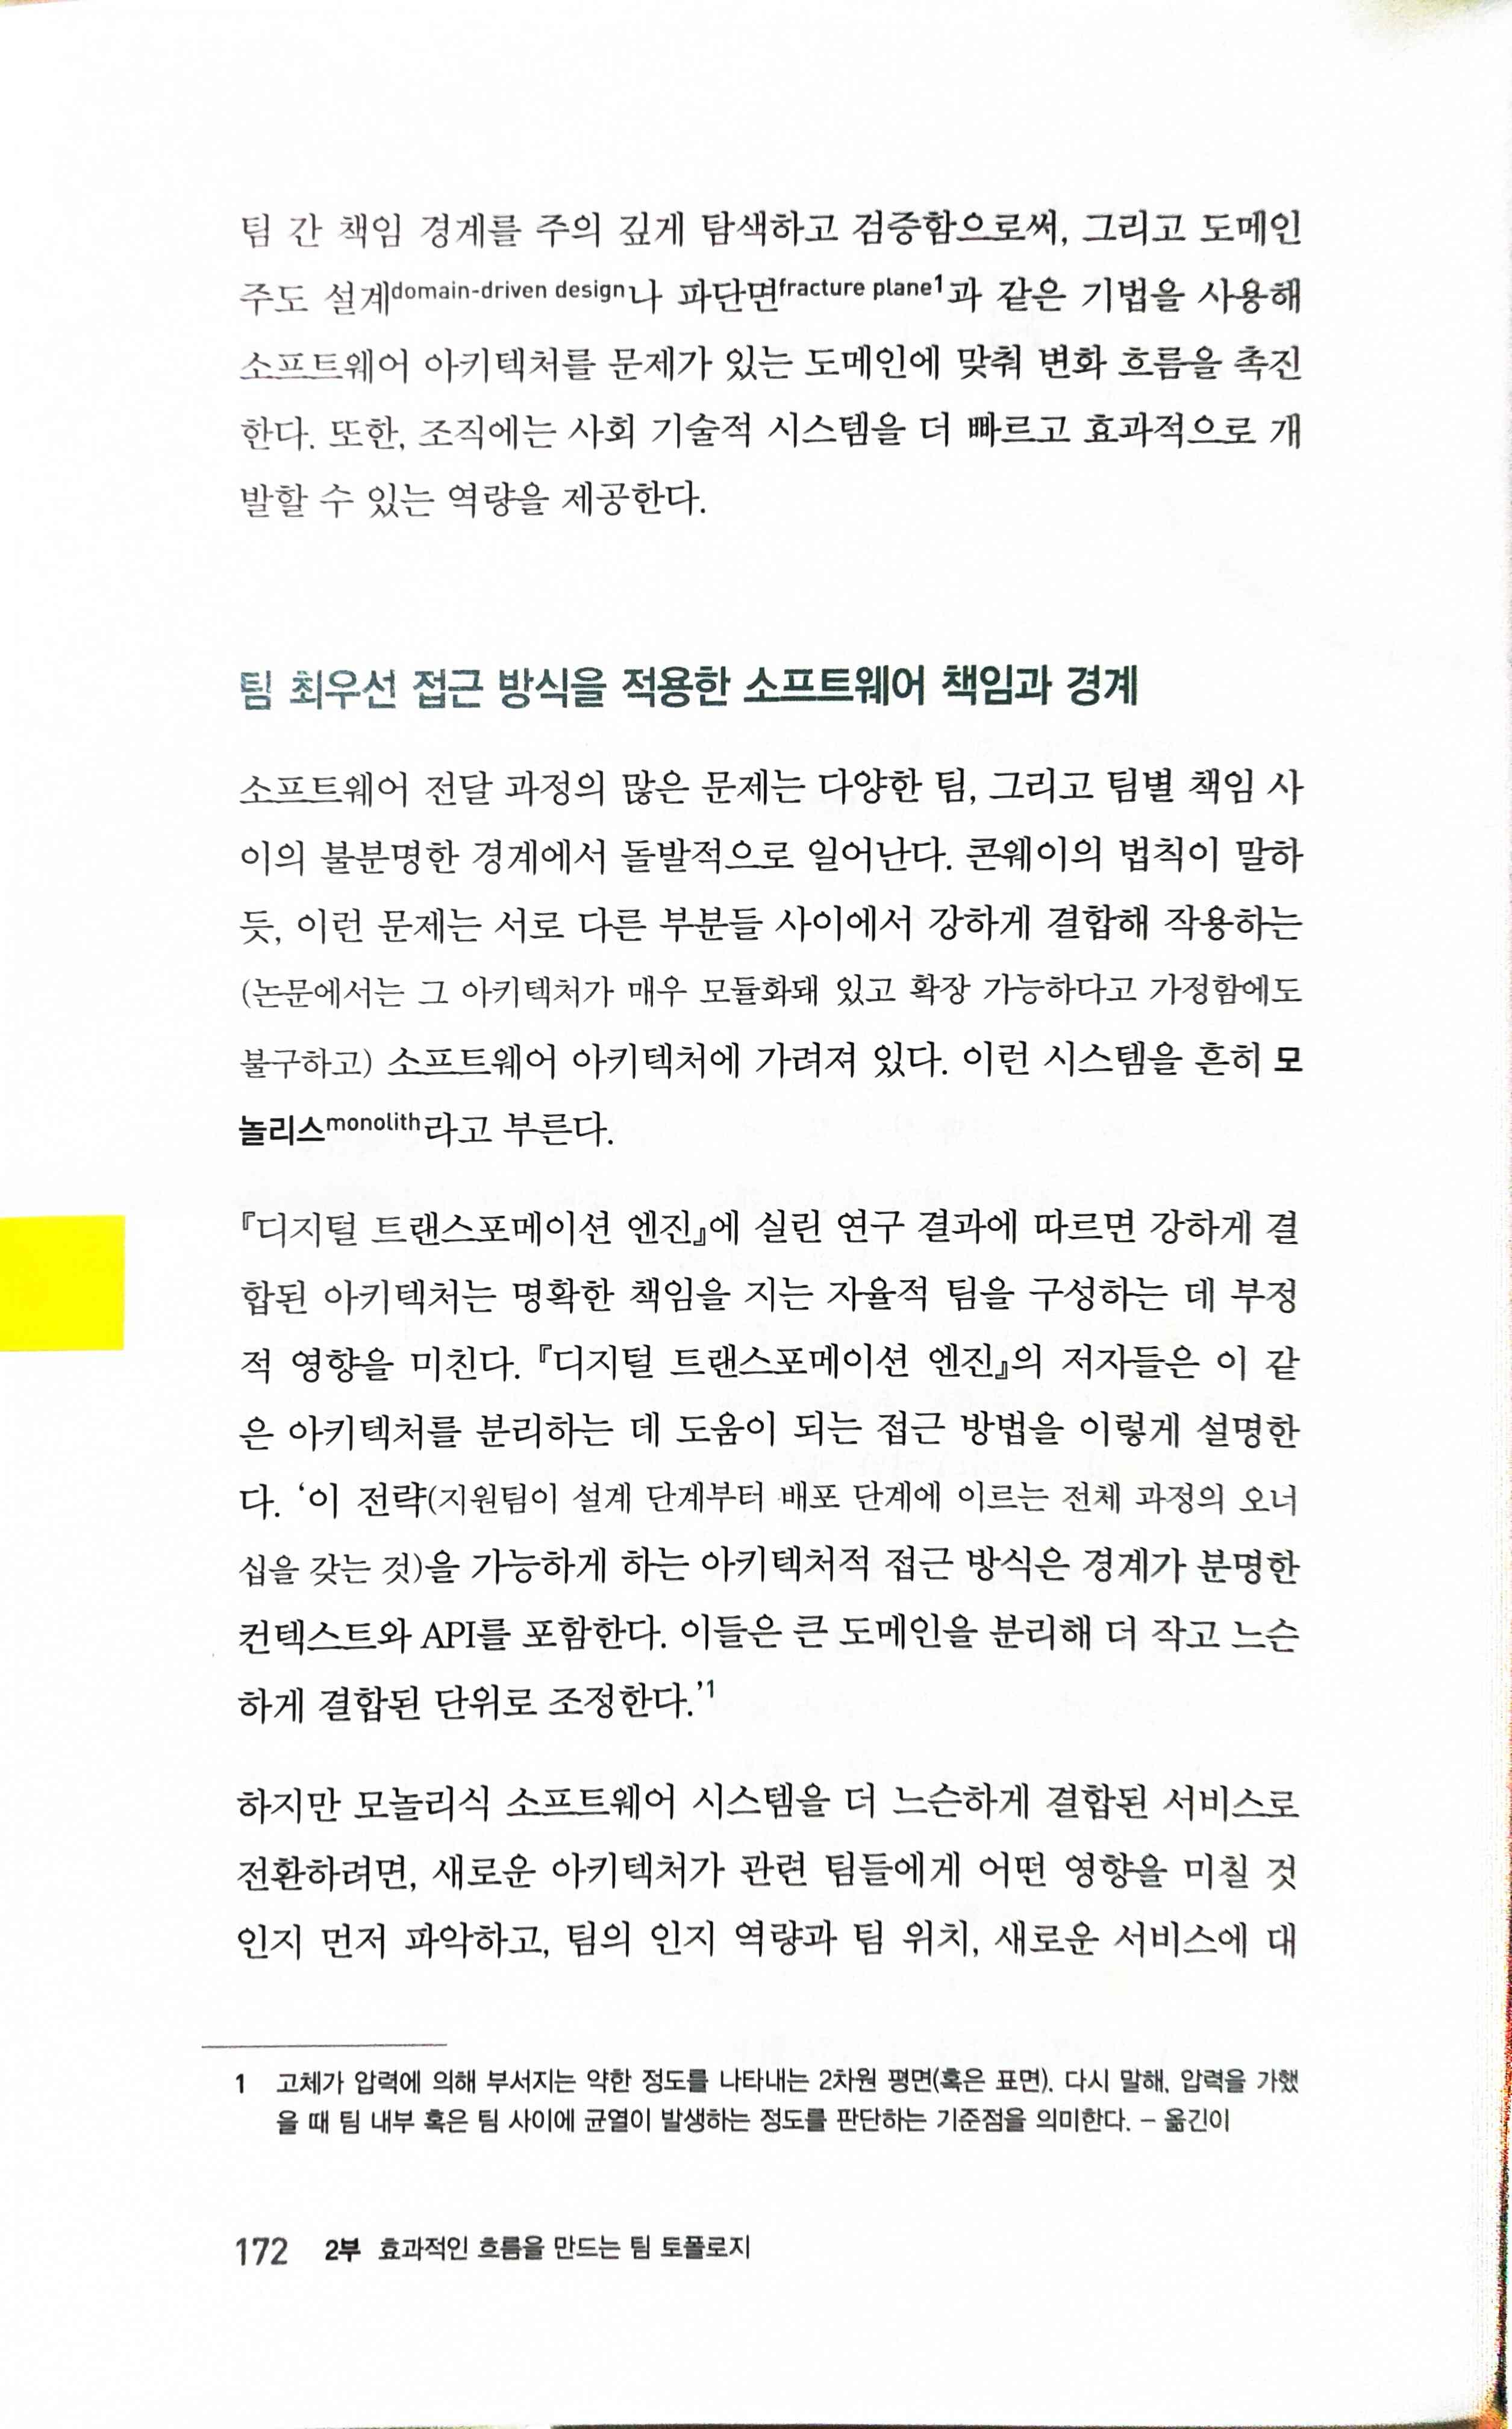 팀 간 책임 경계를 주의 깊게 탐색하고 검증함으로써, 그리고 도메인
주도 설계domain-driven design나 파단면fracture plane1과 같은 기법을 사용해
소프트웨어 아키텍처를 문제가 있는 도메인에 맞춰 변화 흐름을 촉진
한다. 또한, 조직에는 사회 기술적 시스템을 더 빠르고 효과적으로 개
발할 수 있는 역량을 제공한다.
팀 최우선 접근 방식을 적용한 소프트웨어 책임과 경계
소프트웨어 전달 과정의 많은 문제는 다양한 팀, 그리고 팀별 책임 사
이의 불분명한 경계에서 돌발적으로 일어난다. 콘웨이의 법칙이 말하
듯, 이런 문제는 서로 다른 부분들 사이에서 강하게 결합해 작용하는
(논문에서는 그 아키텍처가 매우 모듈화돼 있고 확장 가능하다고 가정함에도
불구하고) 소프트웨어 아키텍처에 가려져 있다. 이런 시스템을 흔히 모
놀리스monolith라고 부른다.
『디지털 트랜스포메이션 엔진』에 실린 연구 결과에 따르면 강하게 결
합된 아키텍처는 명확한 책임을 지는 자율적 팀을 구성하는 데 부정
적 영향을 미친다. 『디지털 트랜스포메이션 엔진』의 저자들은 이 같
은 아키텍처를 분리하는 데 도움이 되는 접근 방법을 이렇게 설명한
다. ‘이 전략(지원팀이 설계 단계부터 배포 단계에 이르는 전체 과정의 오너
십을 갖는 것)을 가능하게 하는 아키텍처적 접근 방식은 경계가 분명한
컨텍스트와 API를 포함한다. 이들은 큰 도메인을 분리해 더 작고 느슨
하게 결합된 단위로 조정한다.’1
하지만 모놀리식 소프트웨어 시스템을 더 느슨하게 결합된 서비스로
전환하려면, 새로운 아키텍처가 관련 팀들에게 어떤 영향을 미칠 것
인지 먼저 파악하고, 팀의 인지 역량과 팀 위치, 새로운 서비스에 대
1 고체가 압력에 의해 부서지는 약한 정도를 나타내는 2차원 평면(혹은 표면). 다시 말해, 압력을 가했
을 때 팀 내부 혹은 팀 사이에 균열이 발생하는 정도를 판단하는 기준점을 의미한다. – 옮긴이
172 2부 효과적인 흐름을 만드는 팀 토폴로지